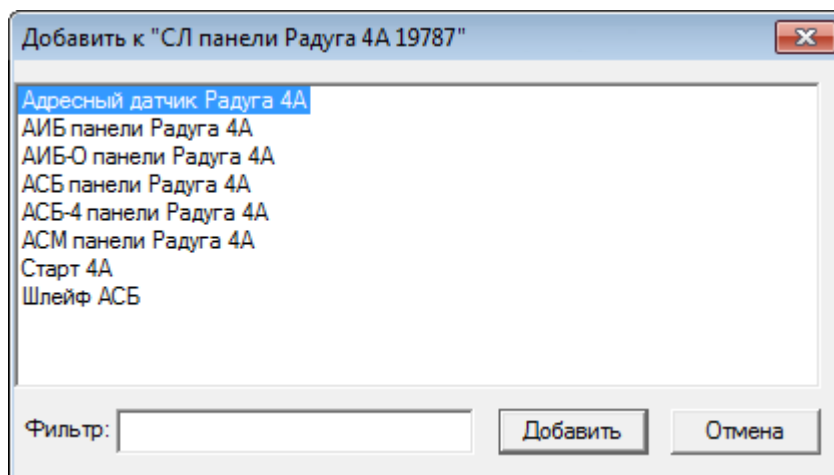 Добавить к "СЛ панели Радуга 4А 19787"
Адресный датчик Радуга 4А
АИБ панели Радуга 4А
АИБ-О панели Радуга 4А
АСБ панели Радуга 4А
АСБ-4 панели Радуга 4А
АСМ панели Радуга 4А
Старт 4А
Шлейф АСБ
Фильтр: Добавить Отмена